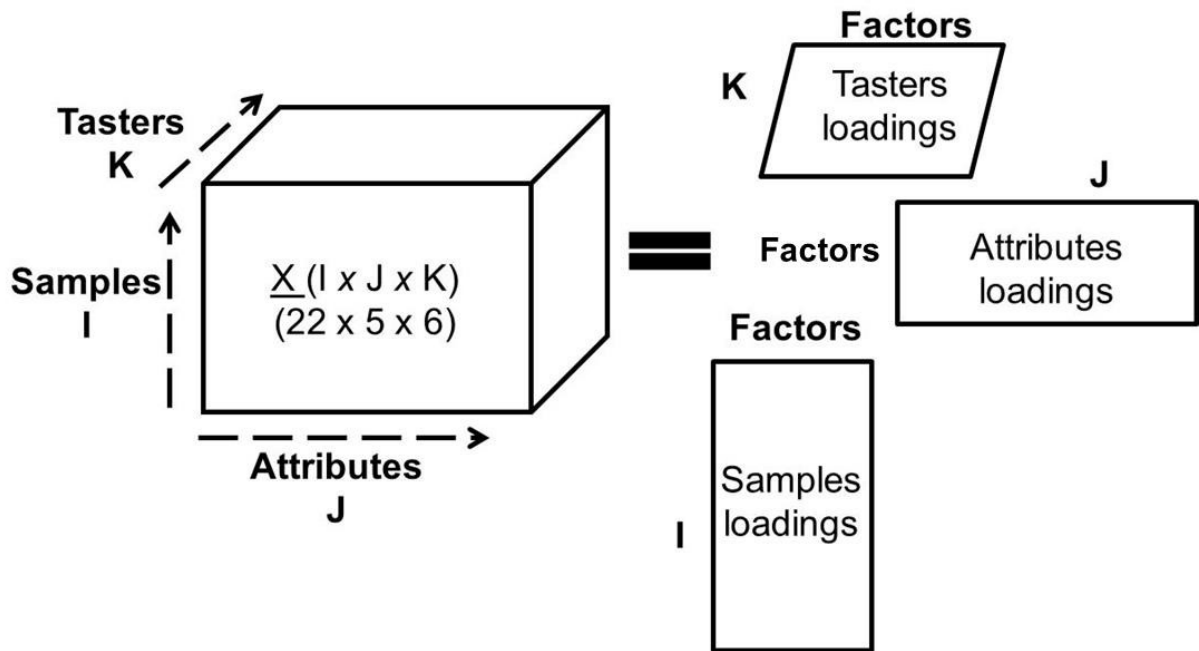 Tasters
K
Samples
I
X (I x J x K)
(22 x 5 x 6)
Attributes
J
Factors
K
Tasters
loadings
J
Factors
Attributes
loadings
Factors
I
Samples
loadings